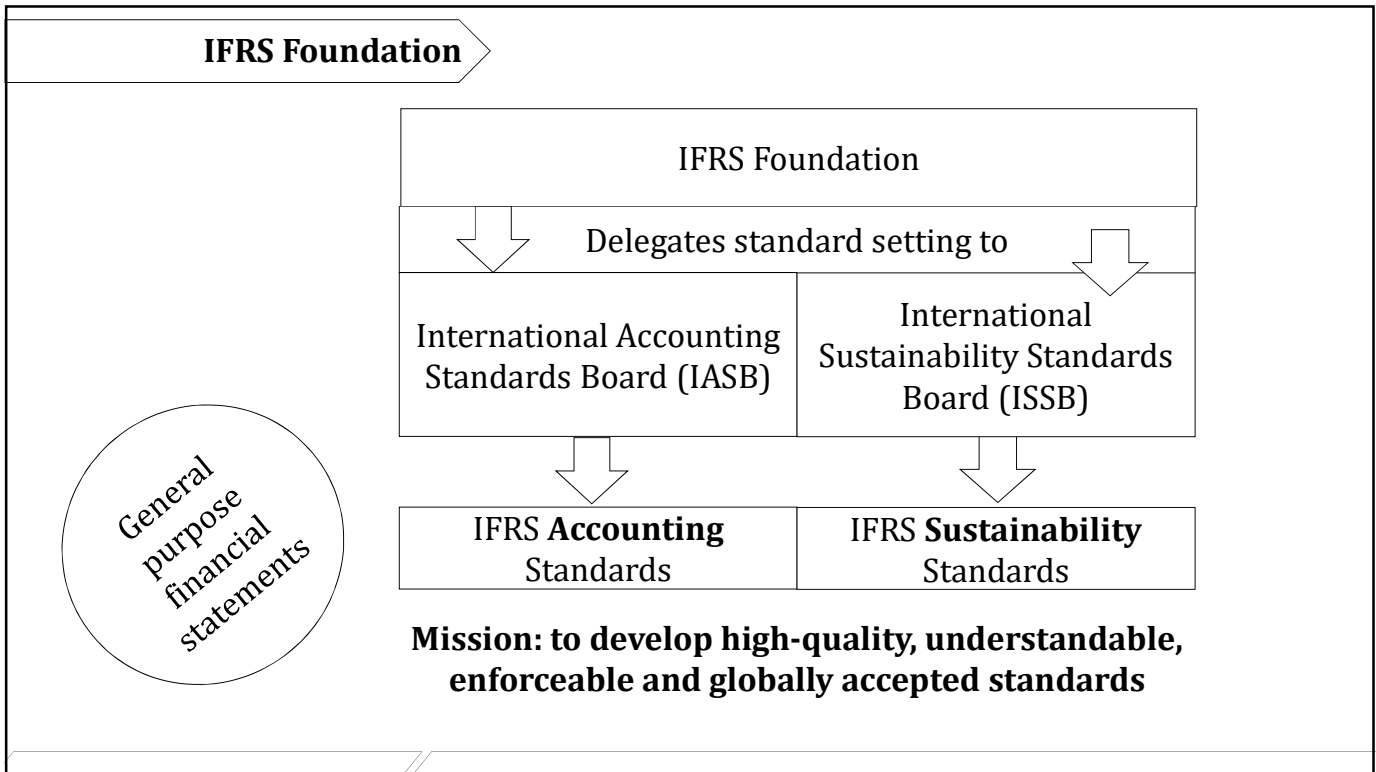 IFRS Foundation
IFRS Foundation
Delegates standard setting to
International Accounting
Standards Board (IASB)
International
Sustainability Standards
Board (ISSB)
General
purpose
financial
statements
IFRS Accounting
Standards
IFRS Sustainability
Standards
Mission: to develop high-quality, understandable,
enforceable and globally accepted standards